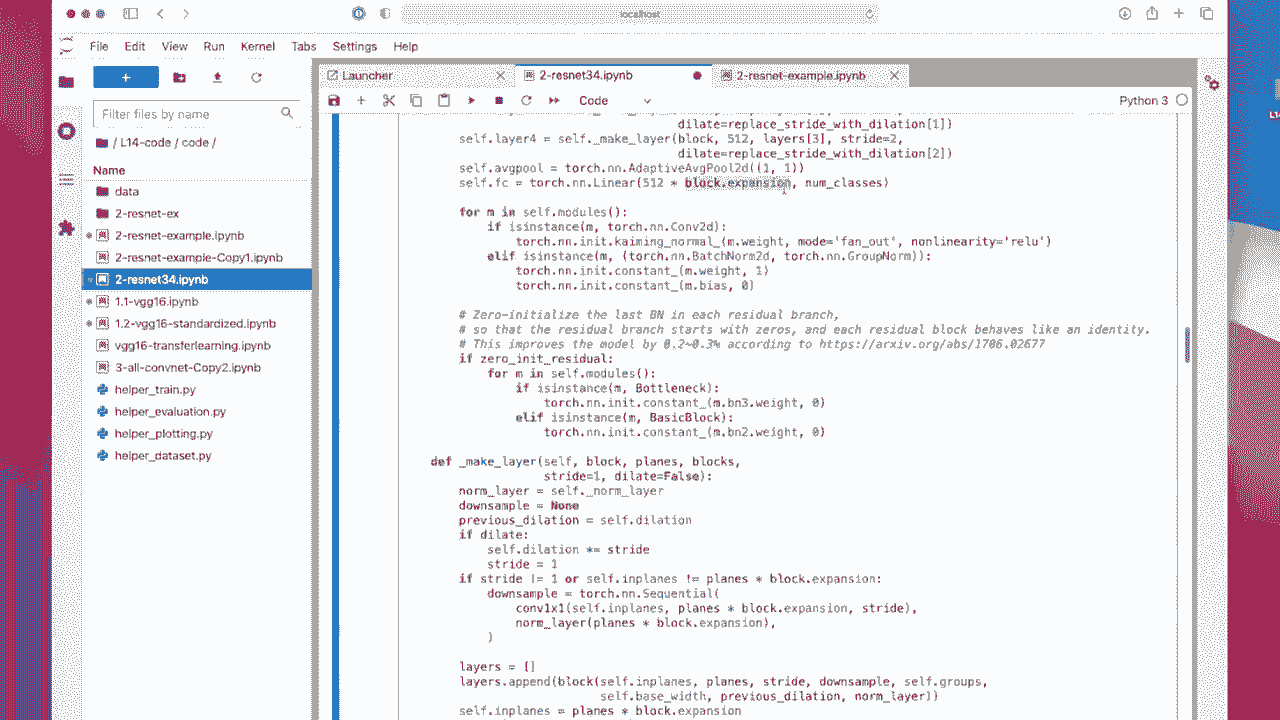 localhost
File Edit View Run Kernel Tabs Settings Help
Launcher
2-resnet34.ipynb
2-resnet-example.ipynb
Code
Python 3
Filter files by name
/ L14-code / code /
Name
data
2-resnet-ex
2-resnet-example.ipynb
2-resnet-example-Copy1.ipynb
2-resnet34.ipynb
1.1-vgg16.ipynb
1.2-vgg16-standardized.ipynb
vgg16-transferlearning.ipynb
3-all-convnet-Copy2.ipynb
helper_train.py
helper_evaluation.py
helper_plotting.py
helper_dataset.py
dilate=replace_stride_with_dilation[1])
self.layer4 = self._make_layer(block, 512, layers[3], stride=2,
dilate=replace_stride_with_dilation[2])
self.avgpool = torch.nn.AdaptiveAvgPool2d((1, 1))
self.fc = torch.nn.Linear(512 * block.expansion, num_classes)
for m in self.modules():
if isinstance(m, torch.nn.Conv2d):
torch.nn.init.kaiming_normal_(m.weight, mode='fan_out', nonlinearity='relu')
elif isinstance(m, (torch.nn.BatchNorm2d, torch.nn.GroupNorm)):
torch.nn.init.constant_(m.weight, 1)
torch.nn.init.constant_(m.bias, 0)
# Zero-initialize the last BN in each residual branch,
# so that the residual branch starts with zeros, and each residual block behaves like an identity.
# This improves the model by 0.2~0.3% according to https://arxiv.org/abs/1706.02677
if zero_init_residual:
for m in self.modules():
if isinstance(m, Bottleneck):
torch.nn.init.constant_(m.bn3.weight, 0)
elif isinstance(m, BasicBlock):
torch.nn.init.constant_(m.bn2.weight, 0)
def _make_layer(self, block, planes, blocks,
stride=1, dilate=False):
norm_layer = self._norm_layer
downsample = None
previous_dilation = self.dilation
if dilate:
self.dilation *= stride
stride = 1
if stride != 1 or self.inplanes != planes * block.expansion:
downsample = torch.nn.Sequential(
conv1x1(self.inplanes, planes * block.expansion, stride),
norm_layer(planes * block.expansion),
)
layers = []
layers.append(block(self.inplanes, planes, stride, downsample, self.groups,
self.base_width, previous_dilation, norm_layer))
self.inplanes = planes * block.expansion